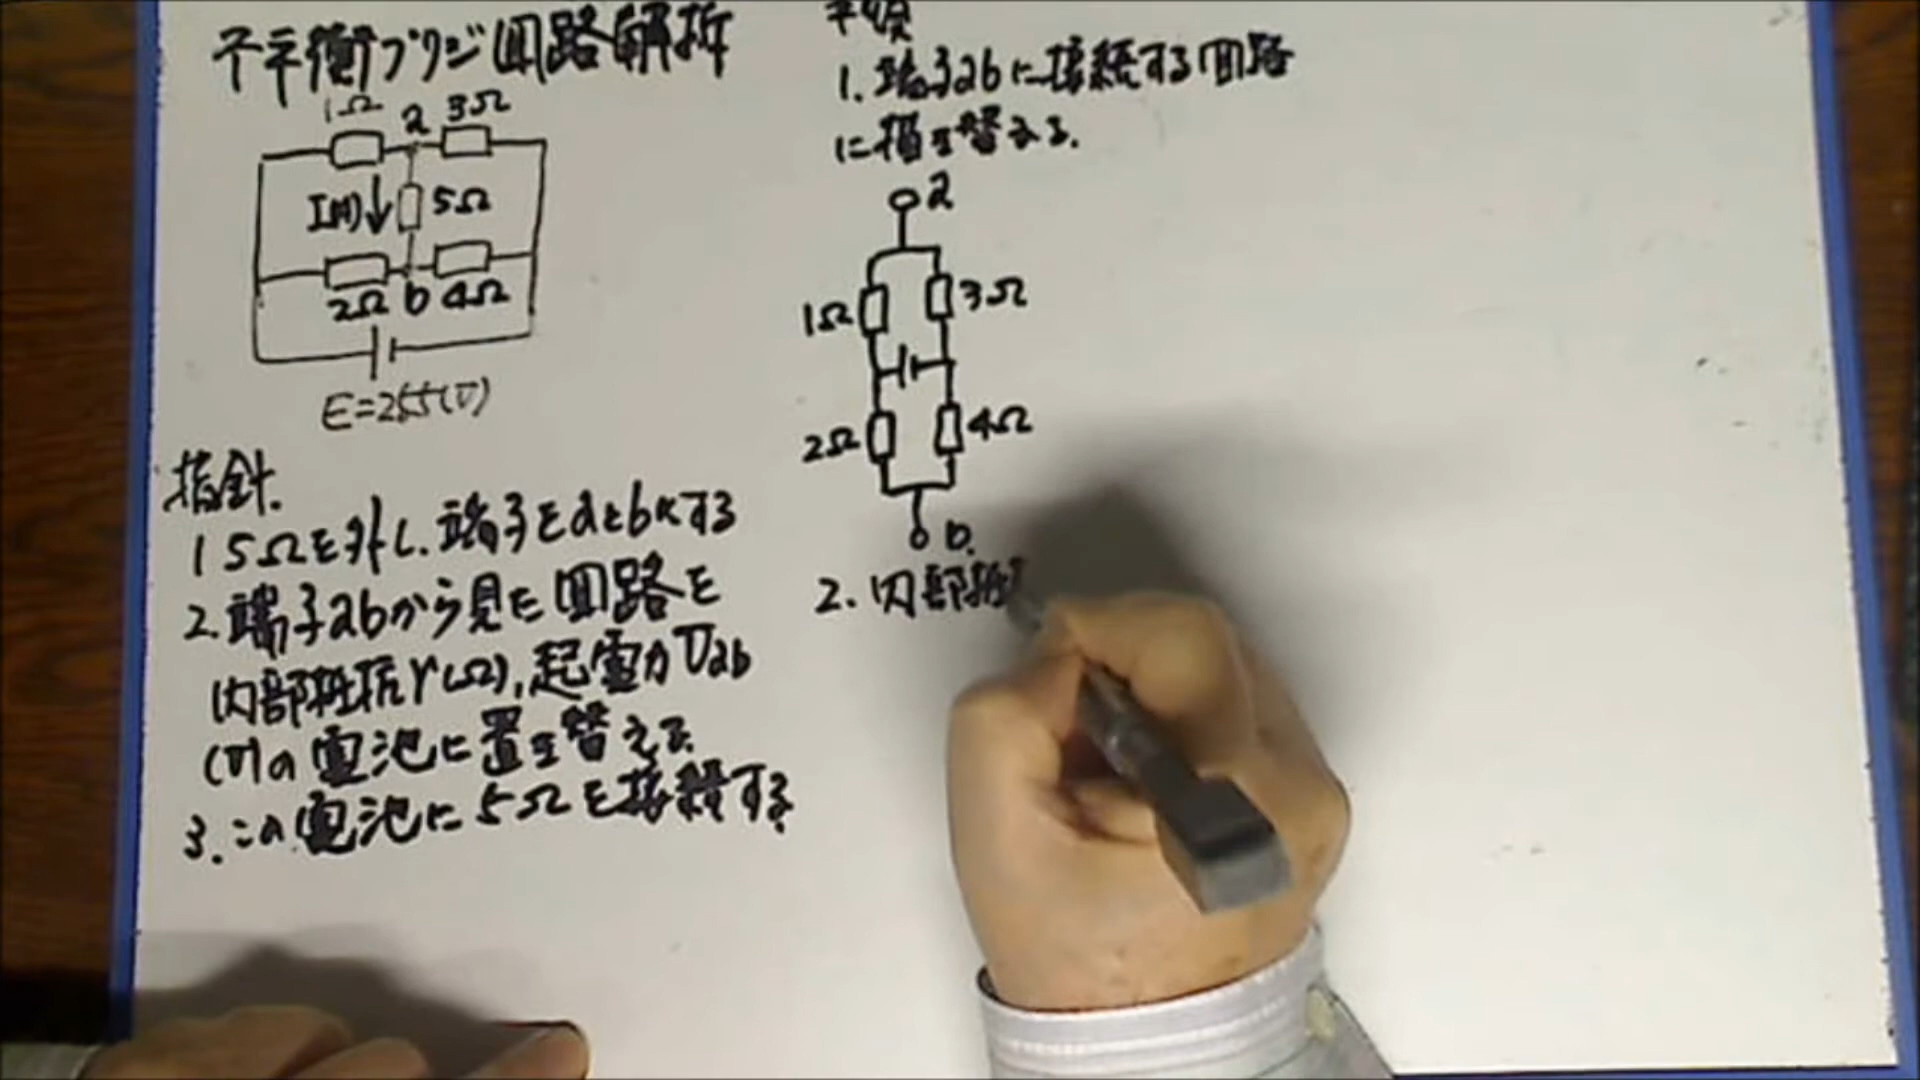 不平衡ブリッジ回路解析
1Ω a 3Ω
I(A) 5Ω
2Ω b 4Ω
E=255(V)
指針.
1 5Ωを外し.端子をaとbにする
2.端子abから見た回路を
内部抵抗r(Ω),起電力Vab
(V)の電池に置き替える.
3.この電池に5Ωを接続する.
手順
1.端子abに接続する回路
に描き替える.
a
1Ω 3Ω
2Ω 4Ω
b.
2.内部抵